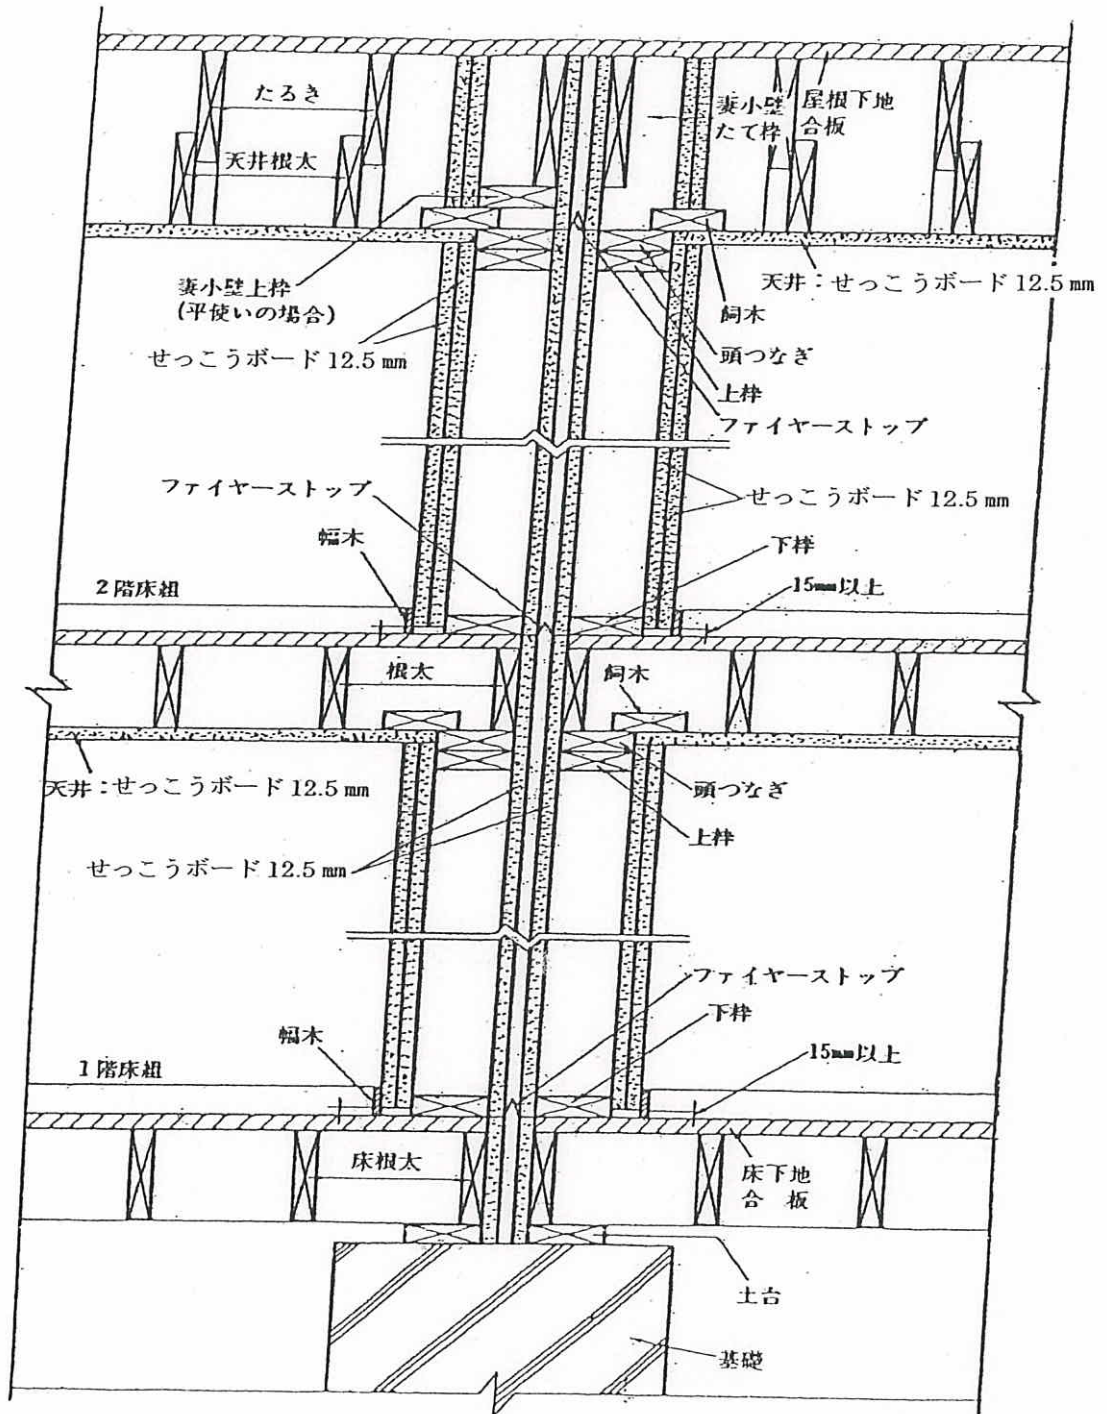 たるき
妻小壁
たて枠
屋根下地
合板
天井根太
妻小壁上枠
(平使いの場合)
天井：せっこうボード 12.5 mm
飼木
せっこうボード 12.5 mm
頭つなぎ
上枠
ファイヤーストップ
ファイヤーストップ
せっこうボード 12.5 mm
幅木
下枠
2 階床組
15mm以上
根太
飼木
天井：せっこうボード 12.5 mm
頭つなぎ
上枠
せっこうボード 12.5 mm
ファイヤーストップ
下枠
幅木
15mm以上
1 階床組
床根太
床下地
合 板
土台
基礎